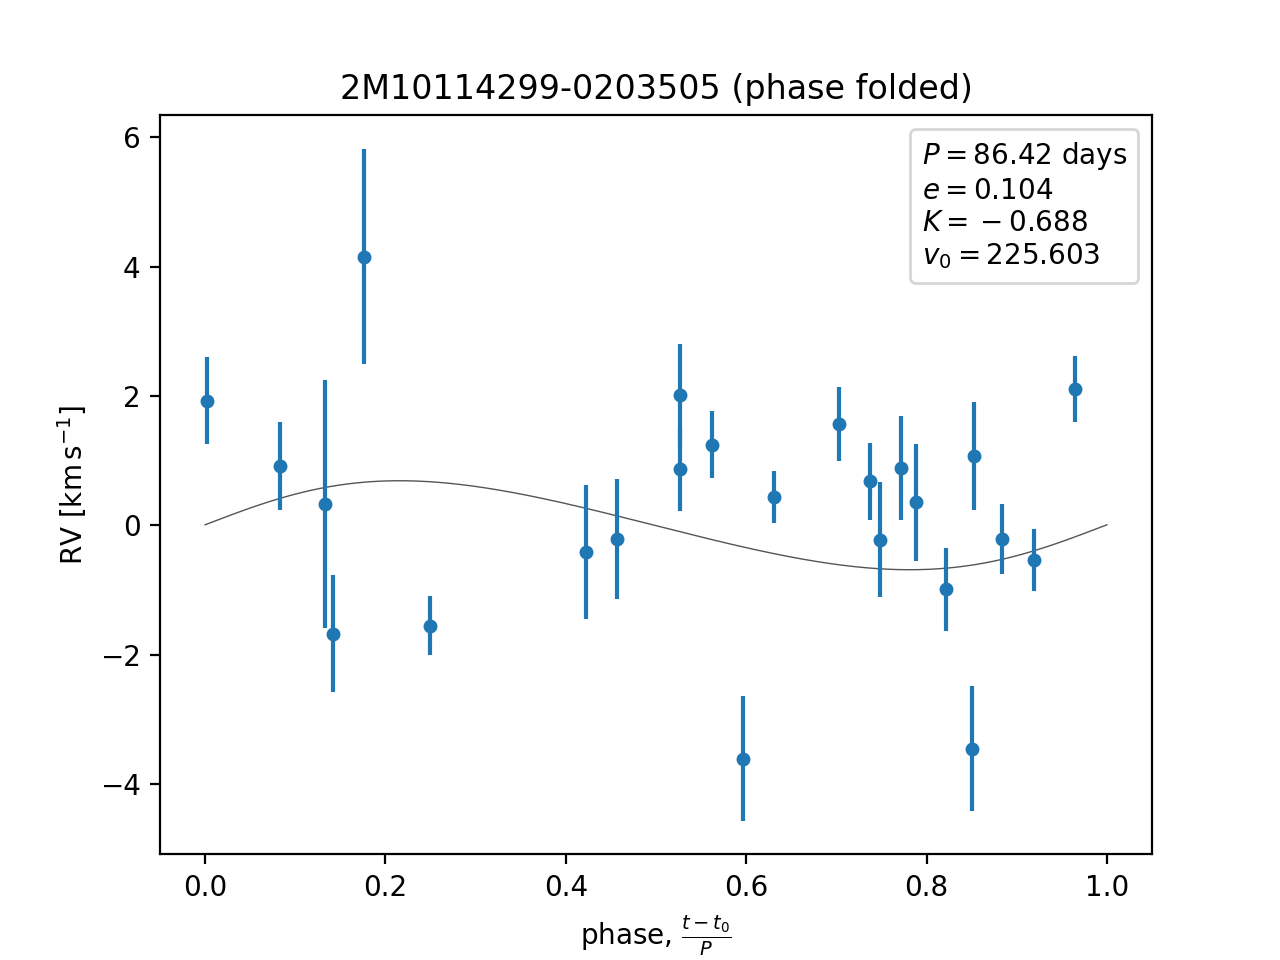 2M10114299-0203505 (phase folded)
P = 86.42 days
e = 0.104
K = −0.688
v₀ = 225.603
6
4
2
0
−2
−4
RV [km s⁻¹]
0.0 0.2 0.4 0.6 0.8 1.0
phase, (t − t₀)/P